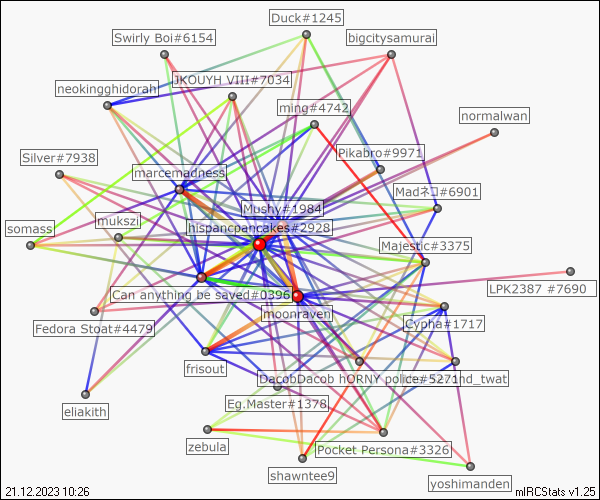 Duck#1245
Swirly Boi#6154
bigcitysamurai
JKOUYH VIII#7034
neokingghidorah
ming#4742
normalwan
Pikabro#9971
Silver#7938
marcemadness
Madネコ#6901
Mushy#1984
mukszi
hispancpancakes#2928
somass
Majestic#3375
LPK2387 #7690
Can anything be saved#0396
moonraven
Cypha#1717
Fedora Stoat#4479
frisout
DacobDacob hORNY police#5271nd_twat
Eg.Master#1378
eliakith
zebula
Pocket Persona#3326
shawntee9
yoshimanden
21.12.2023 10:26
mIRCStats v1.25